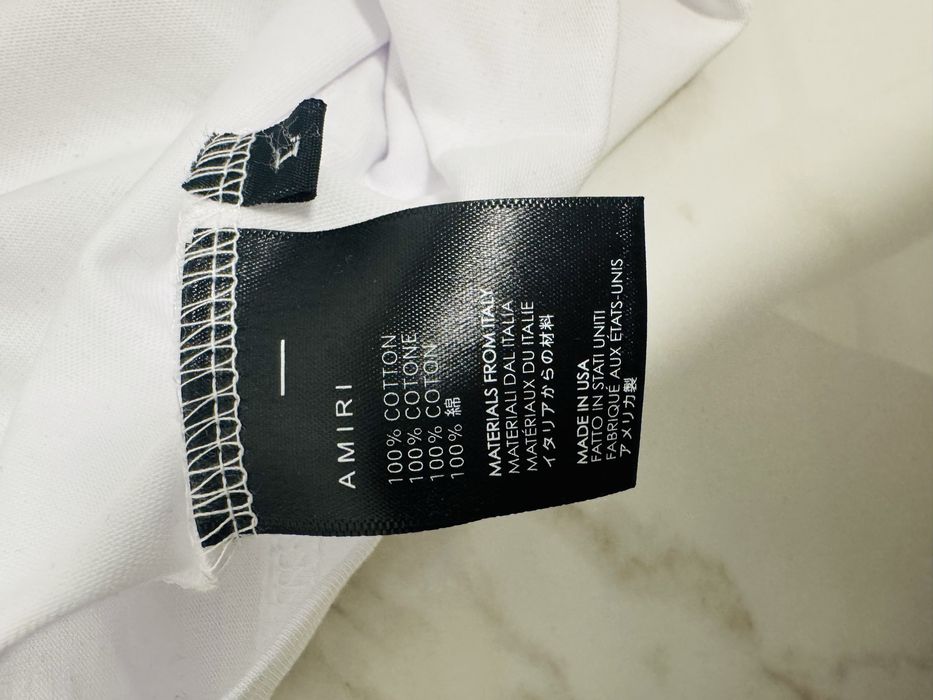 AMIRI
100% COTTON
100% COTONE
100% COTON
100% 綿
MATERIALS FROM ITALY
MATERIALI DAL ITALIA
MATÉRIAUX DU ITALIE
イタリアからの材料
MADE IN USA
FATTO IN STATI UNITI
FABRIQUÉ AUX ÉTATS-UNIS
アメリカ製